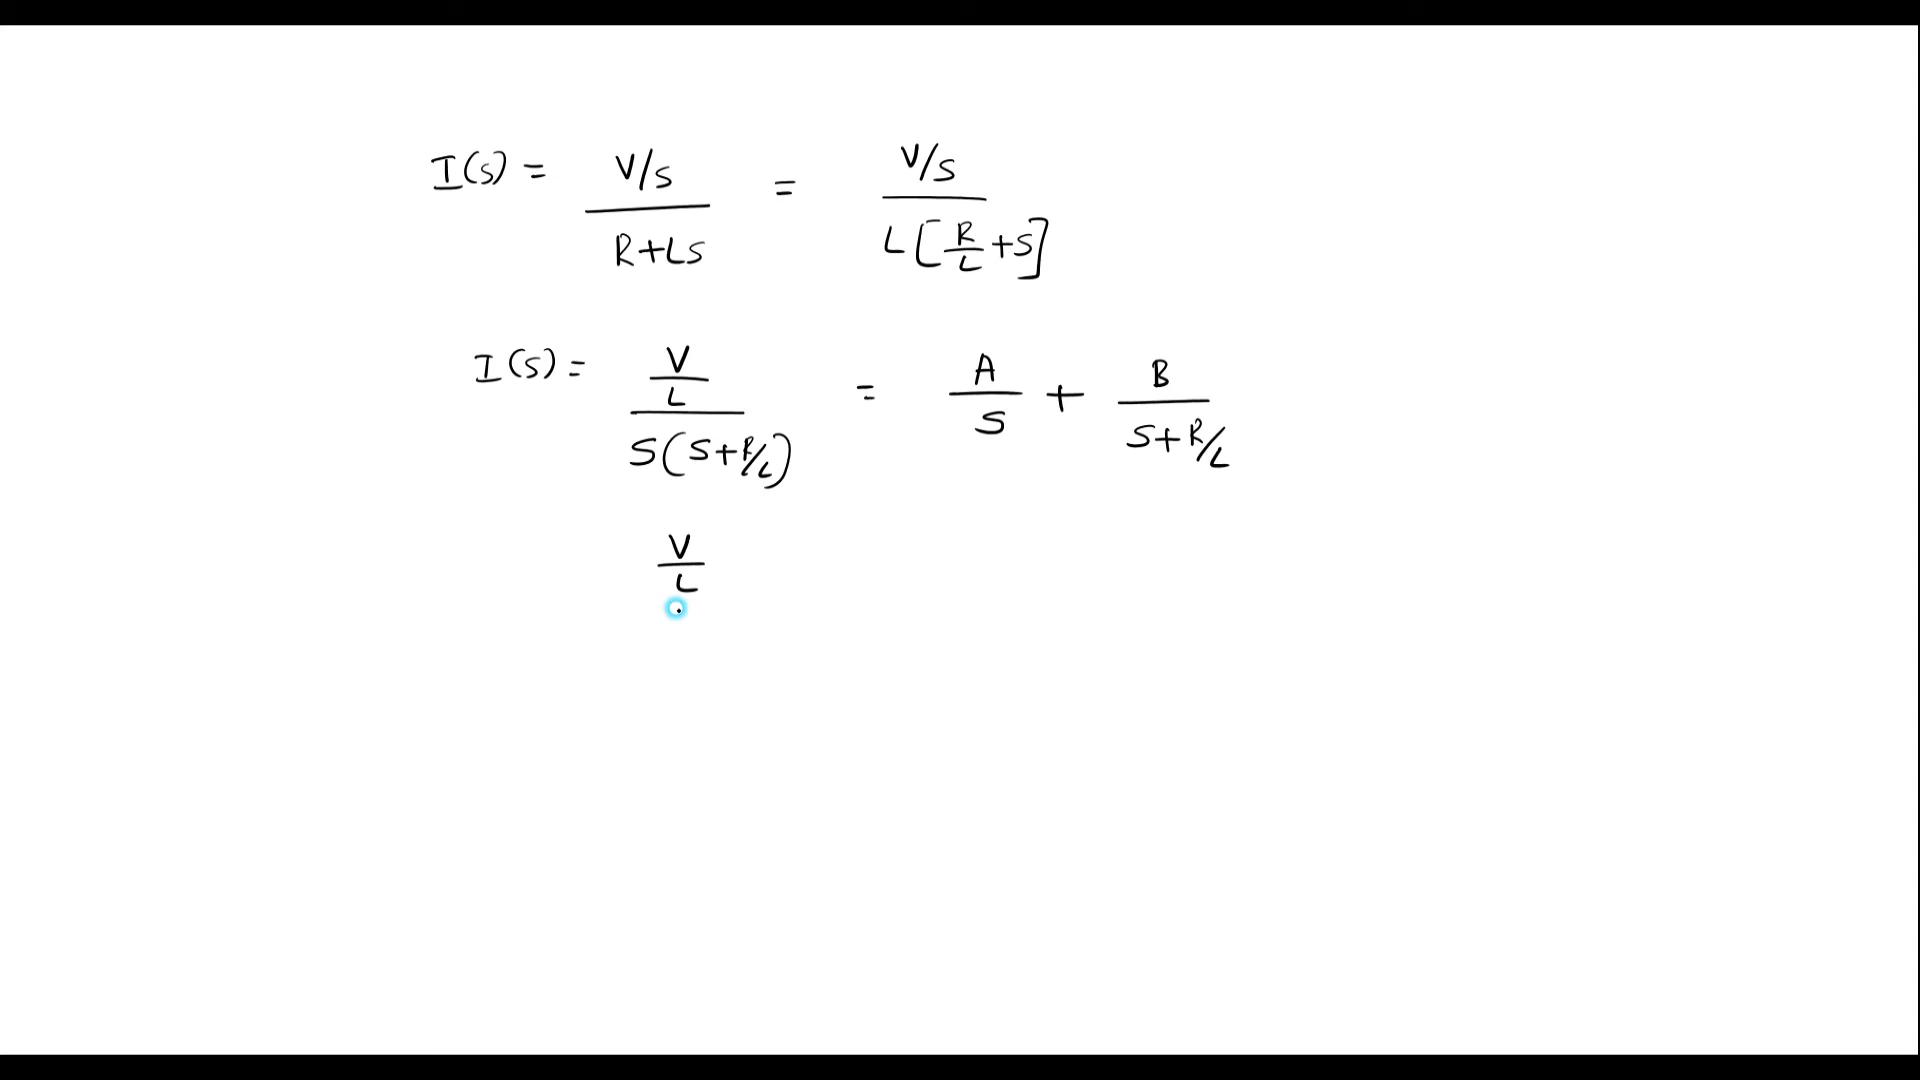 I(s) = V/s / R+Ls = V/s / L[R/L+S]
I(s) = V/L / S(S+R/L) = A/S + B/S+R/L
V/L